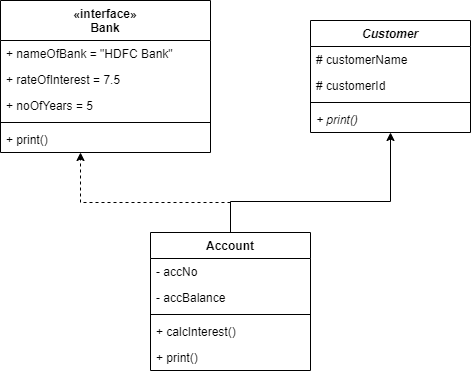 «interface»
Bank
+ nameOfBank = "HDFC Bank"
+ rateOfInterest = 7.5
+ noOfYears = 5
+ print()
Customer
# customerName
# customerId
+ print()
Account
- accNo
- accBalance
+ calcInterest()
+ print()